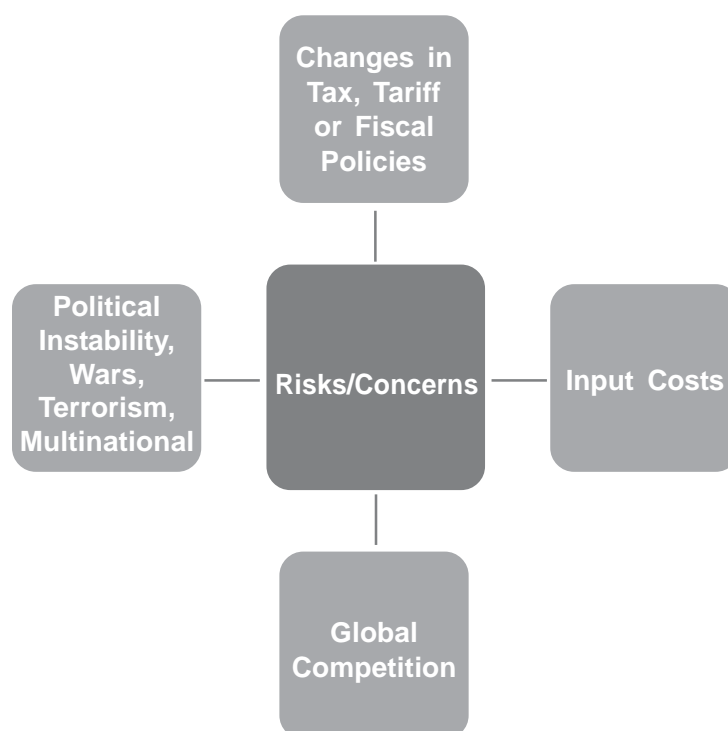 Changes in
Tax, Tariff
or Fiscal
Policies
Political
Instability,
Wars,
Terrorism,
Multinational
Risks/Concerns
Input Costs
Global
Competition